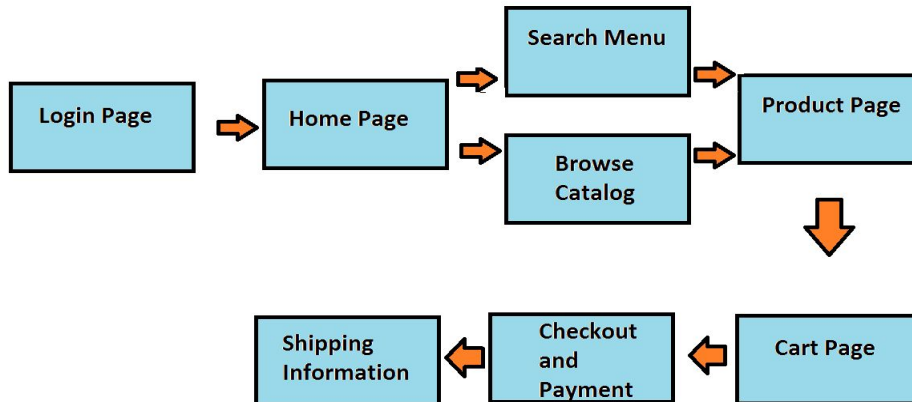 Login Page
Home Page
Search Menu
Browse
Catalog
Product Page
Cart Page
Checkout
and
Payment
Shipping
Information